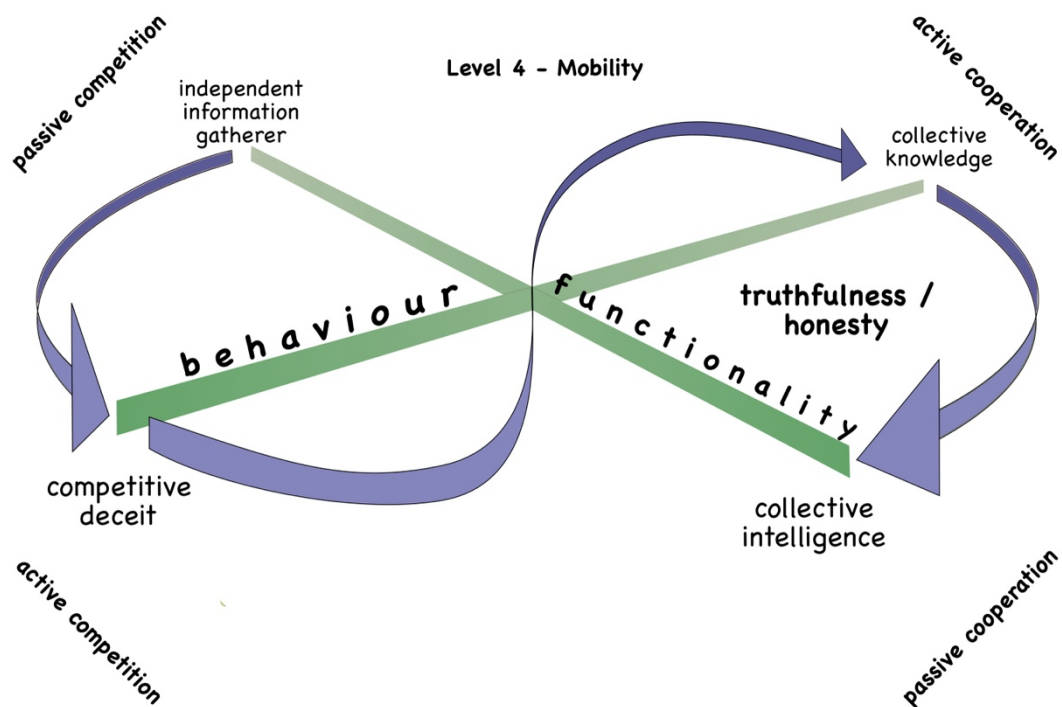 passive competition
Level 4 - Mobility
active cooperation
independent
information
gatherer
collective
knowledge
behaviour
functionality
truthfulness /
honesty
competitive
deceit
collective
intelligence
active competition
passive cooperation